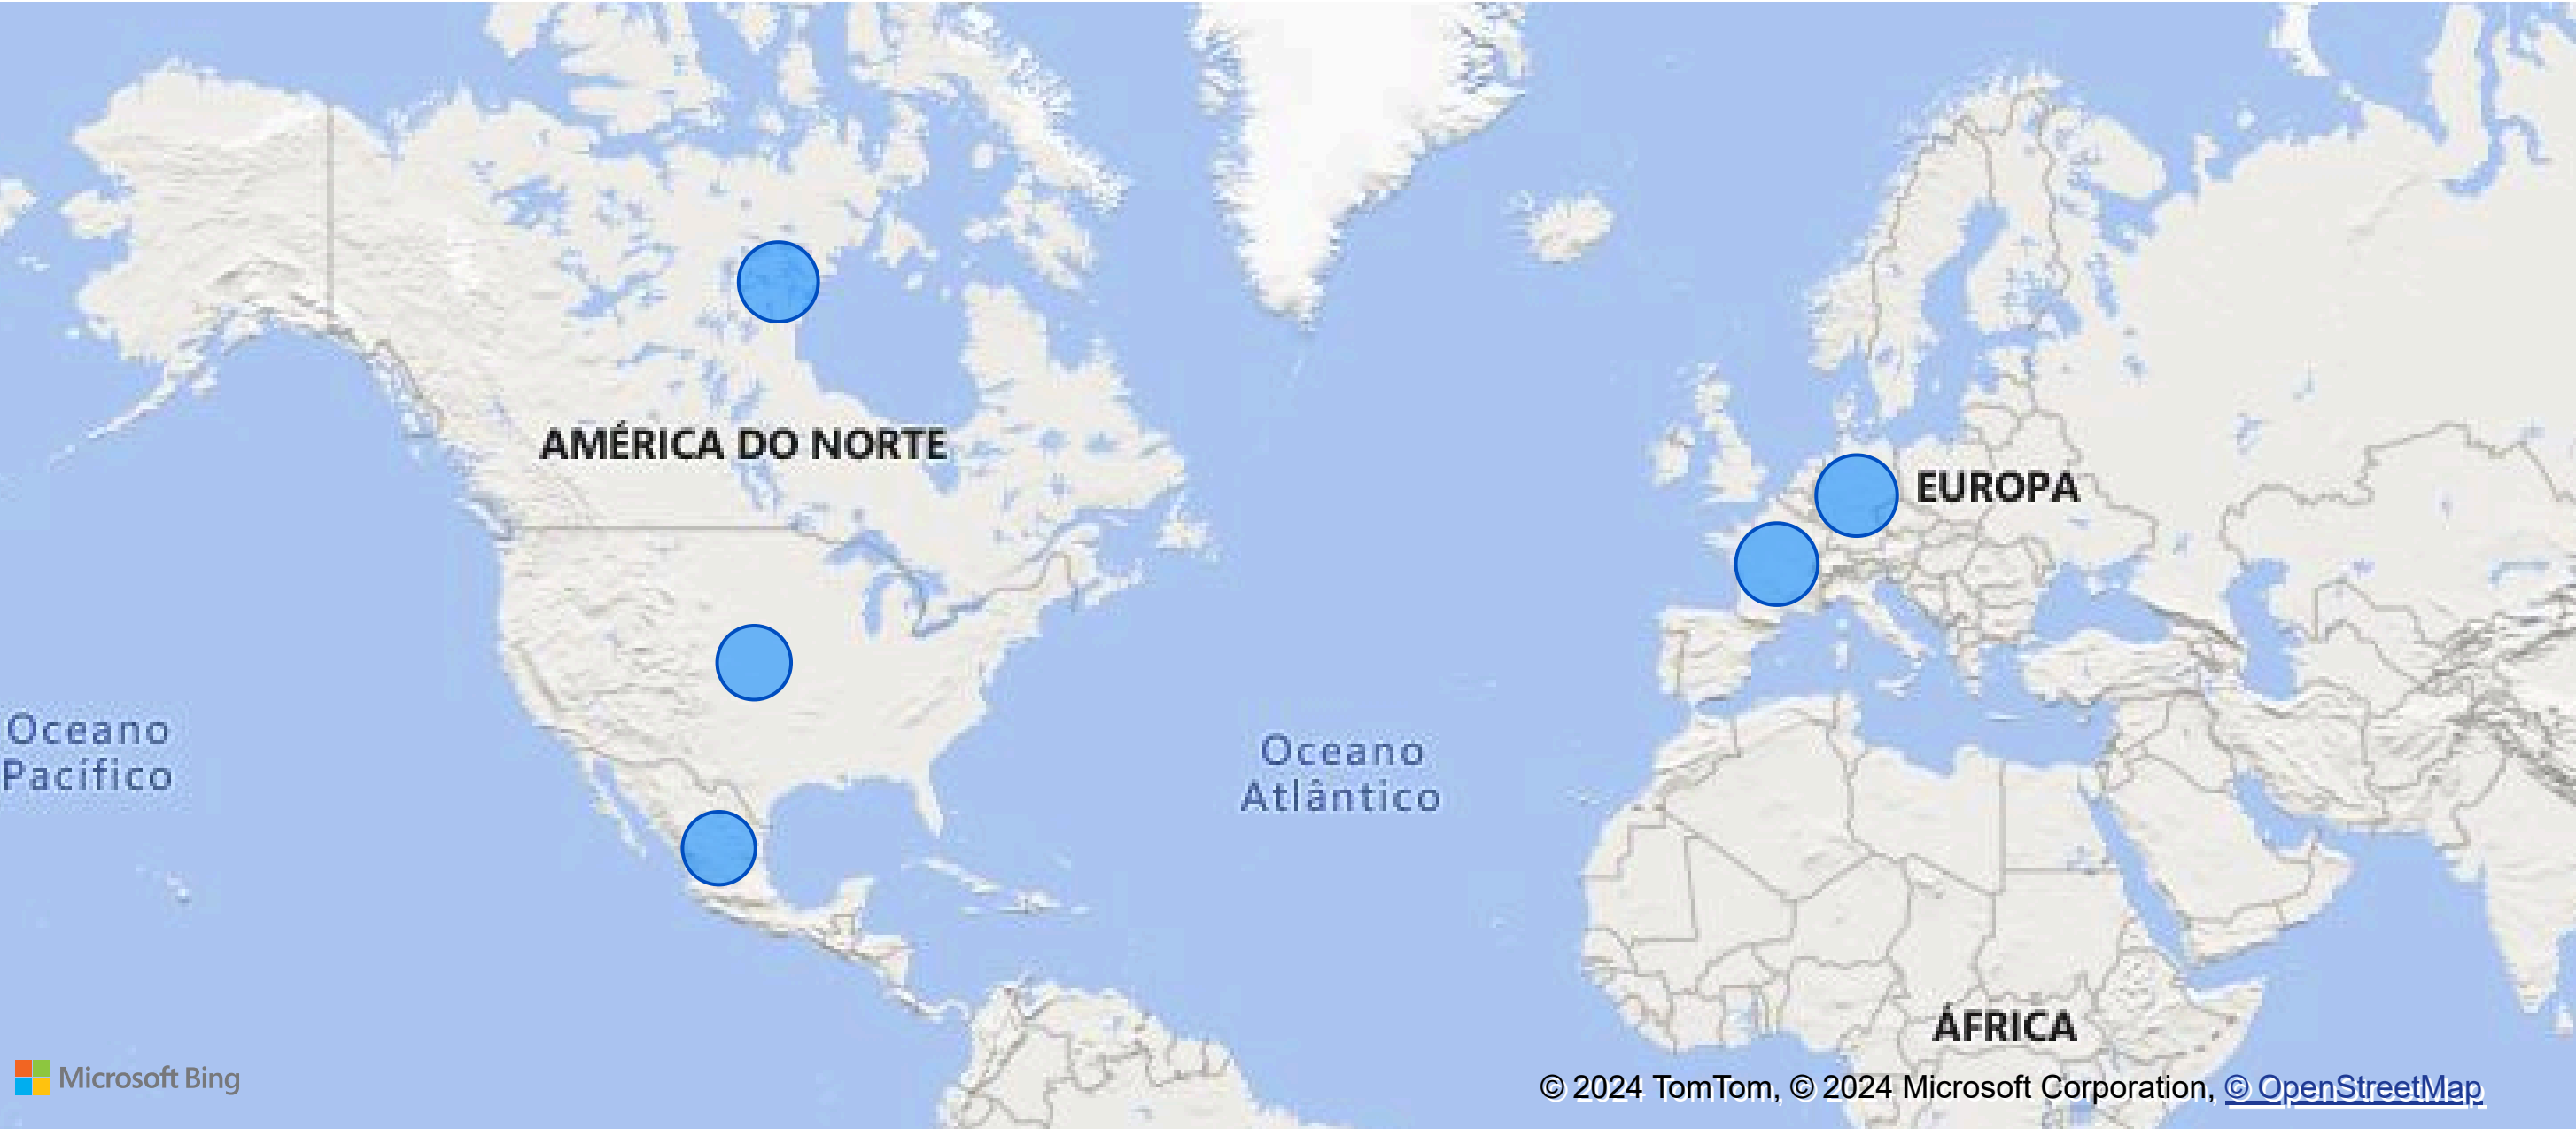 AMÉRICA DO NORTE
EUROPA
Oceano
Pacífico
Oceano
Atlântico
ÁFRICA
Microsoft Bing
© 2024 TomTom, © 2024 Microsoft Corporation, © OpenStreetMap